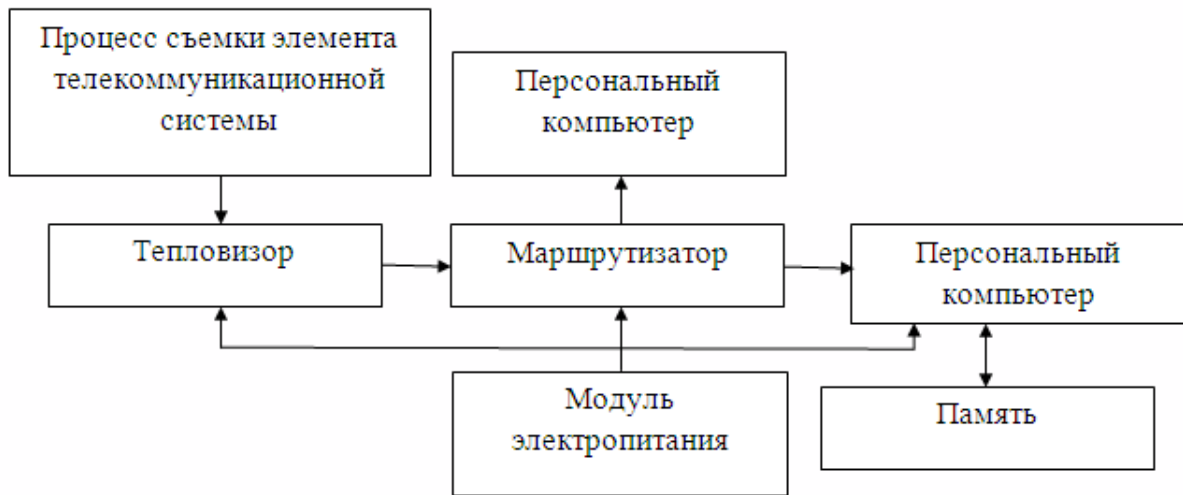 Процесс съемки элемента
телекоммуникационной
системы
Персональный
компьютер
Тепловизор
Маршрутизатор
Персональный
компьютер
Модуль
электропитания
Память